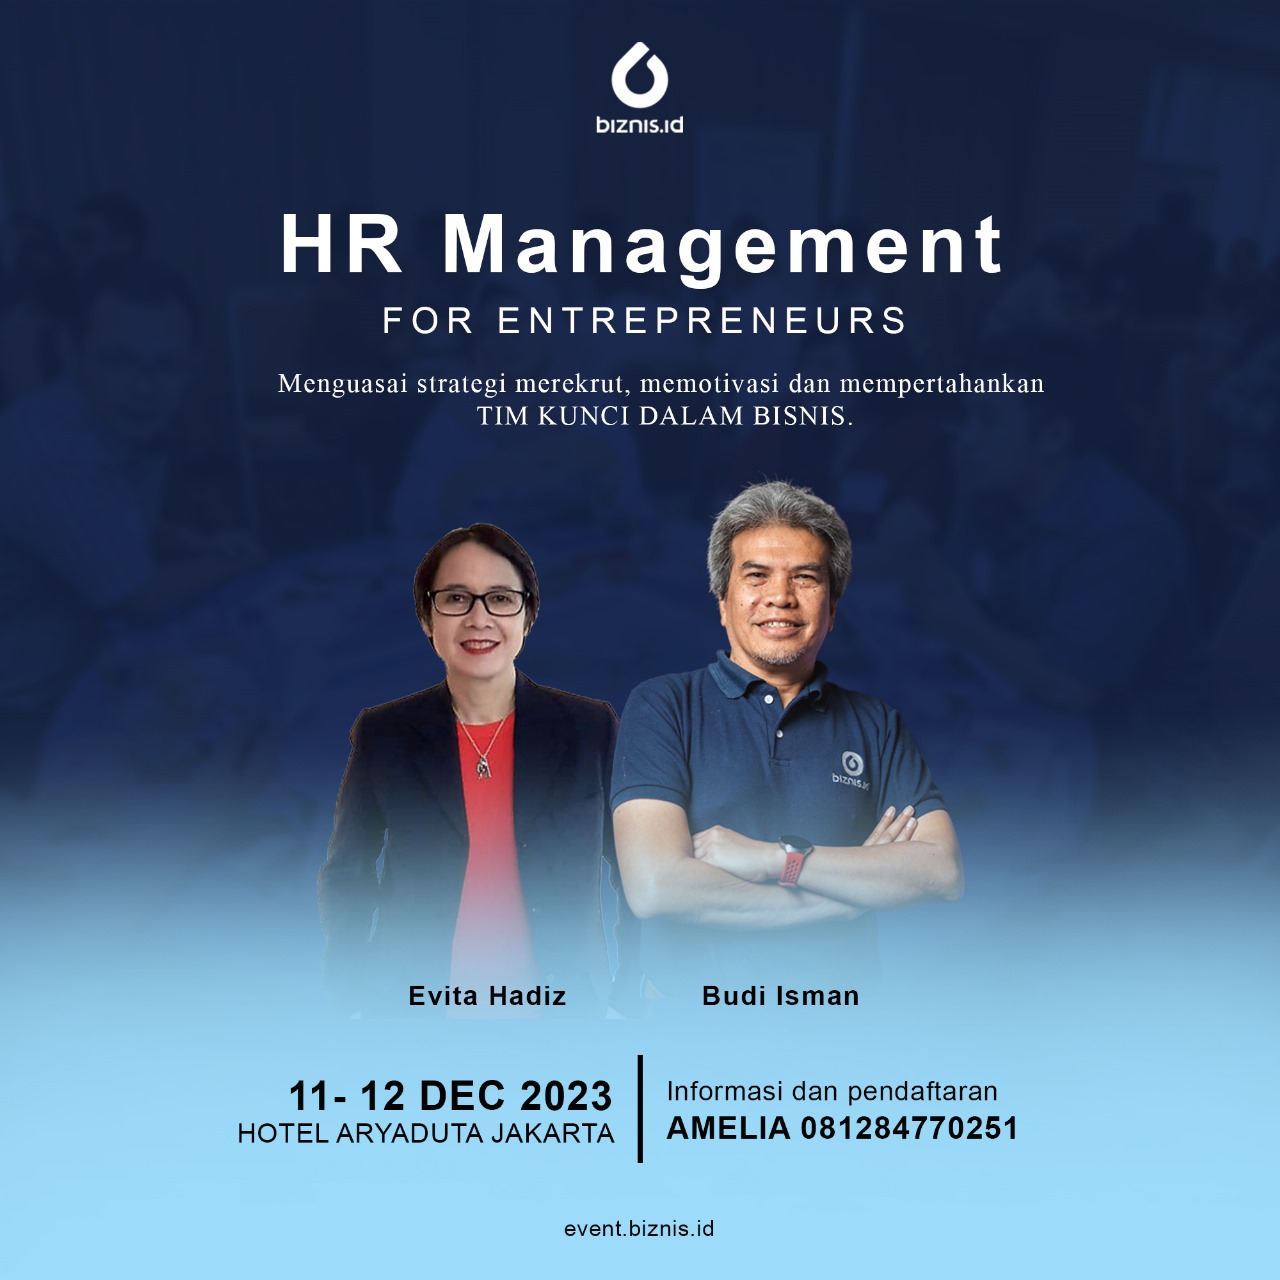 biznis.id
HR Management
FOR ENTREPRENEURS
Menguasai strategi merekrut, memotivasi dan mempertahankan
TIM KUNCI DALAM BISNIS.
biznis.id
Evita Hadiz
Budi Isman
11- 12 DEC 2023
HOTEL ARYADUTA JAKARTA
Informasi dan pendaftaran
AMELIA 081284770251
event.biznis.id